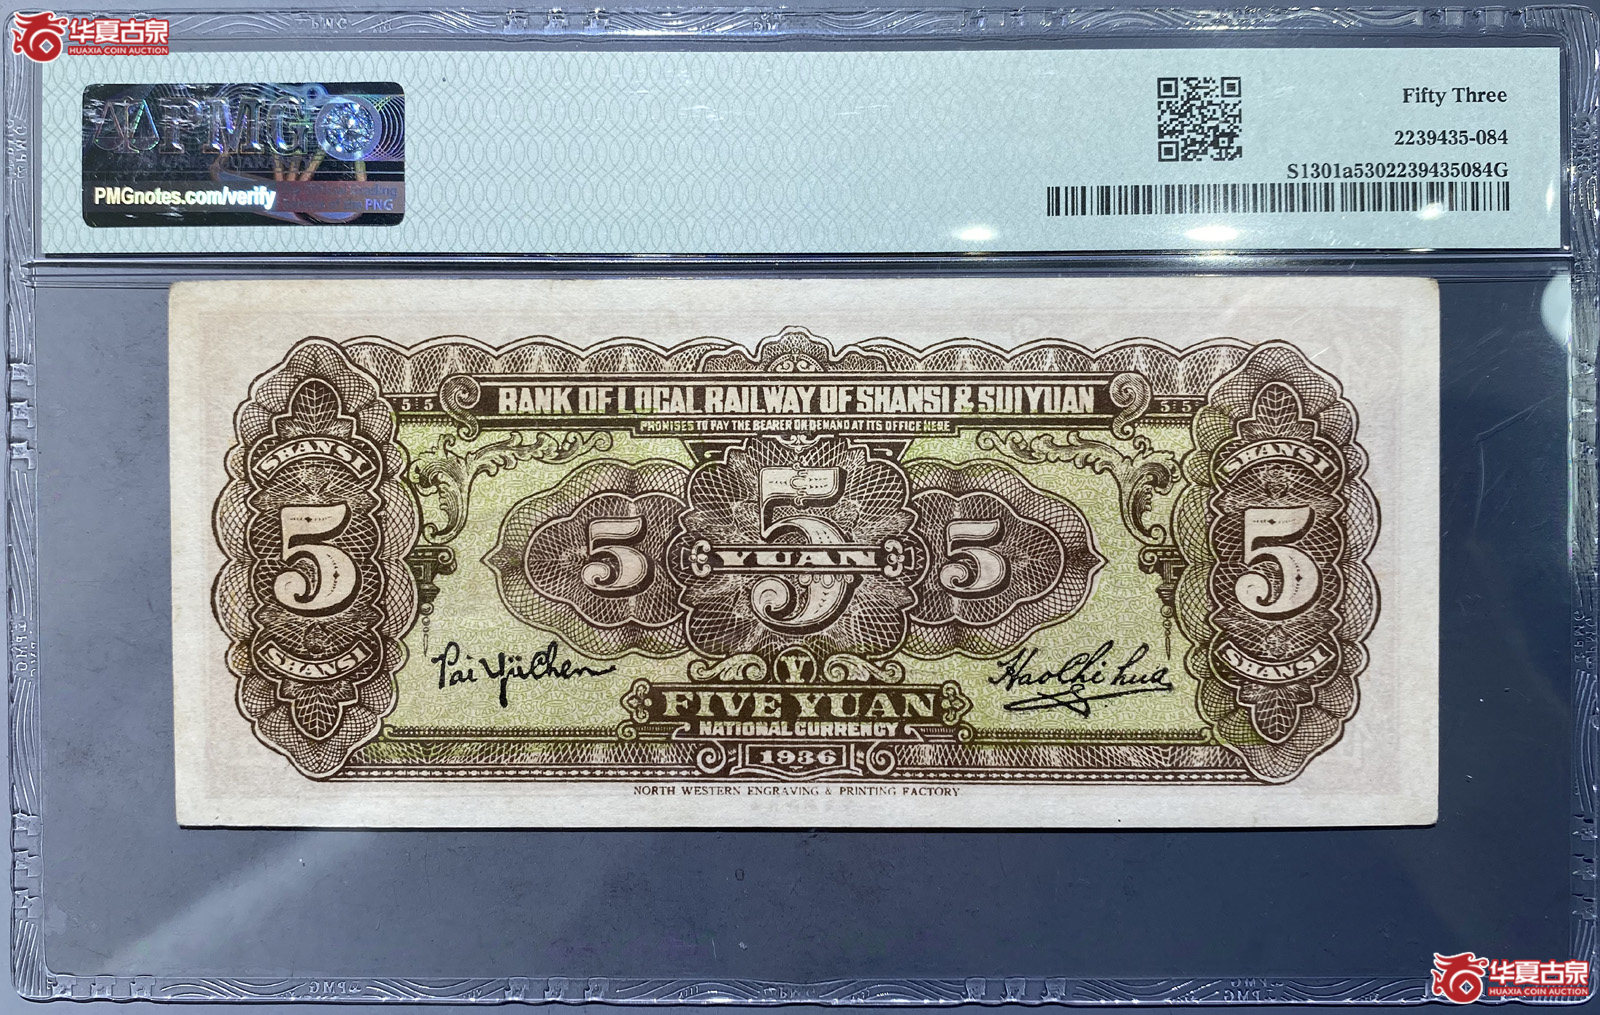 华夏古泉
HUAXIA COIN AUCTION
PMG
PMGnotes.com/verify
Fifty Three
2239435-084
S1301a5302239435084G
BANK OF LOCAL RAILWAY OF SHANSI & SUIYUAN
PROMISES TO PAY THE BEARER ON DEMAND AT ITS OFFICE HERE
5 5
5 5
SHANSI
5
SHANSI
5
5
YUAN
5
SHANSI
5
SHANSI
Pai Yü Chen
Hao Chi hua
V
FIVE YUAN
NATIONAL CURRENCY
1936
NORTH WESTERN ENGRAVING & PRINTING FACTORY
华夏古泉
HUAXIA COIN AUCTION